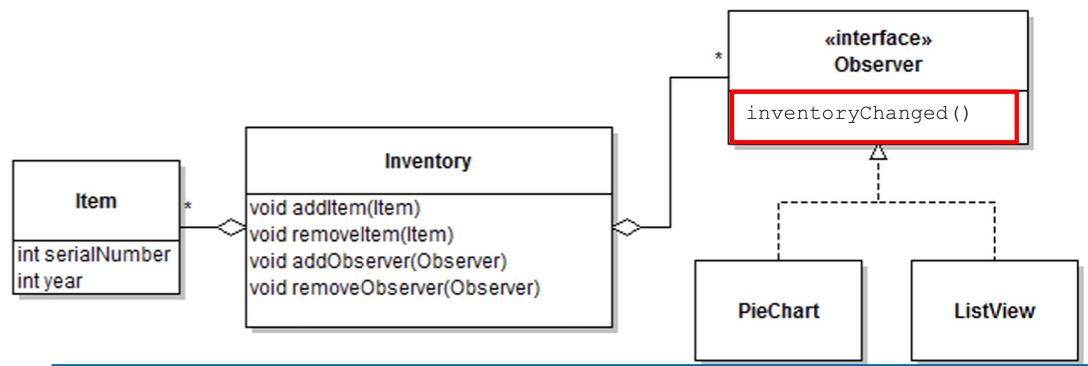 «interface»
Observer
*
inventoryChanged()
Inventory
Item
*
void addItem(Item)
void removeItem(Item)
int serialNumber
void addObserver(Observer)
int year
void removeObserver(Observer)
PieChart
ListView